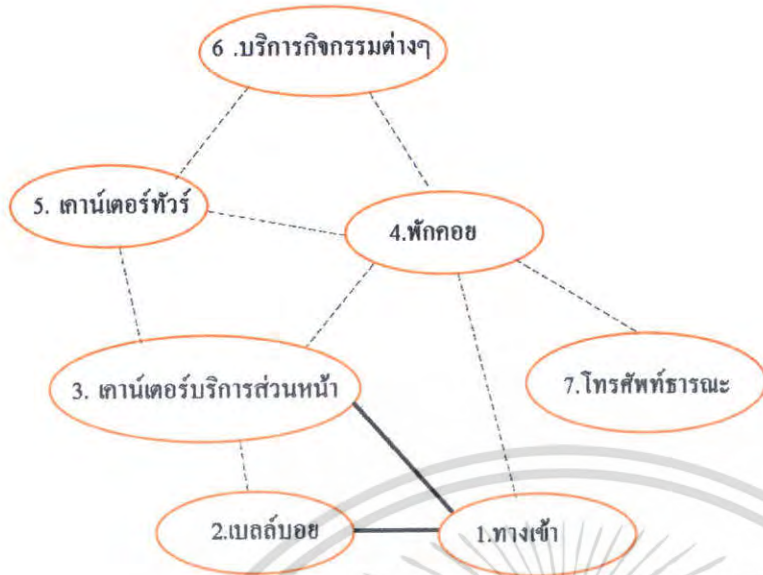 6 .บริการกิจกรรมต่างๆ
5. เคาน์เตอร์ทัวร์
4.พักคอย
3. เคาน์เตอร์บริการส่วนหน้า
7.โทรศัพท์ธารณะ
2.เบลล์บอย
1.ทางเข้า